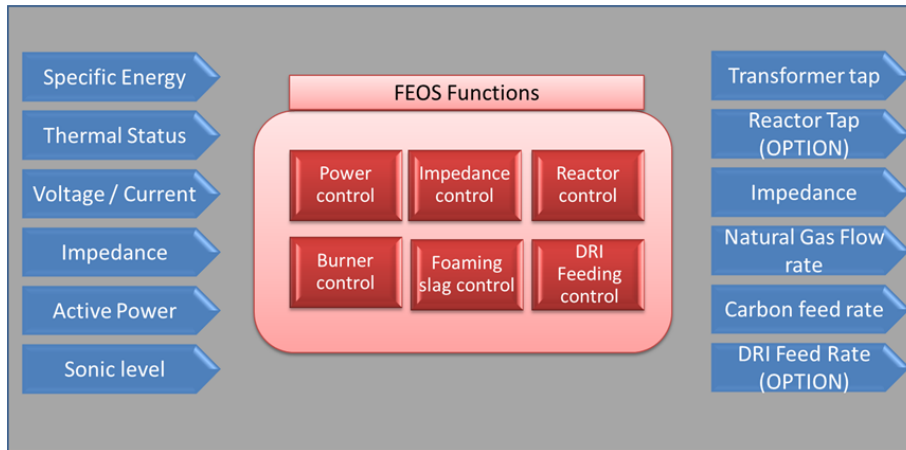 Specific Energy
Thermal Status
Voltage / Current
Impedance
Active Power
Sonic level
FEOS Functions
Power
control
Impedance
control
Reactor
control
Burner
control
Foaming
slag control
DRI
Feeding
control
Transformer tap
Reactor Tap
(OPTION)
Impedance
Natural Gas Flow
rate
Carbon feed rate
DRI Feed Rate
(OPTION)